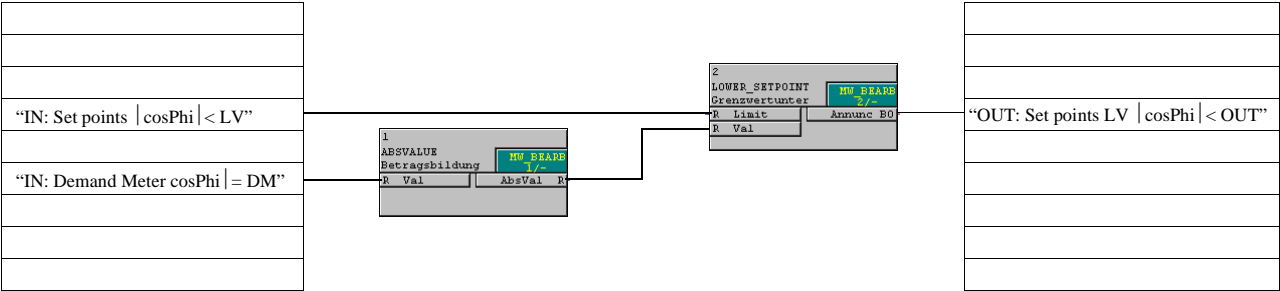 “IN: Set points |cosPhi|< LV”
“IN: Demand Meter cosPhi|= DM”
1
ABSVALUE
Betragsbildung
MW_BEARB
1/-
R Val
AbsVal R
2
LOWER_SETPOINT
Grenzwertunter
MW_BEARB
2/-
R Limit
Annunc BO
R Val
“OUT: Set points LV |cosPhi|< OUT”